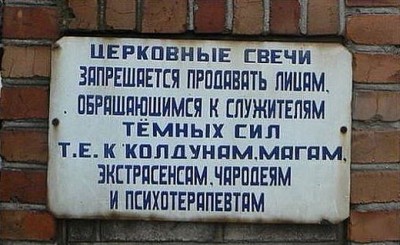 ЦЕРКОВНЫЕ СВЕЧИ
ЗАПРЕЩАЕТСЯ ПРОДАВАТЬ ЛИЦАМ,
ОБРАЩАЮЩИМСЯ К СЛУЖИТЕЛЯМ
ТЁМНЫХ СИЛ
Т.Е. К КОЛДУНАМ, МАГАМ,
ЭКСТРАСЕНСАМ, ЧАРОДЕЯМ
И ПСИХОТЕРАПЕВТАМ